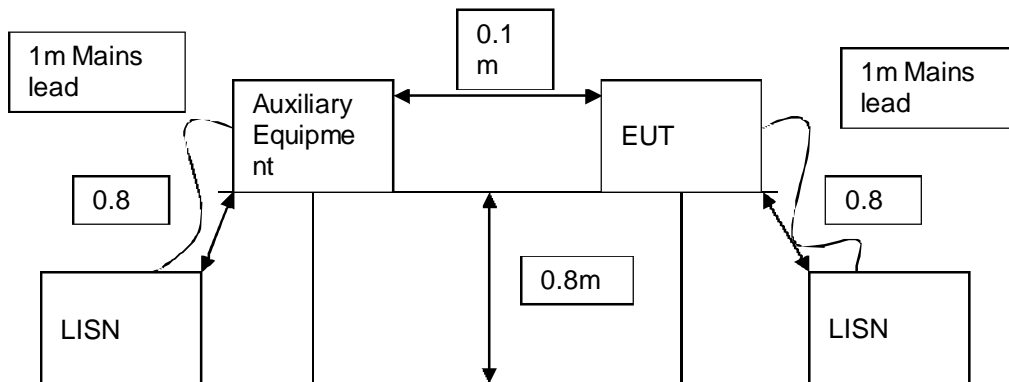 0.1
m
1m Mains
lead
1m Mains
lead
Auxiliary
Equipme
nt
EUT
0.8
0.8
0.8m
LISN
LISN